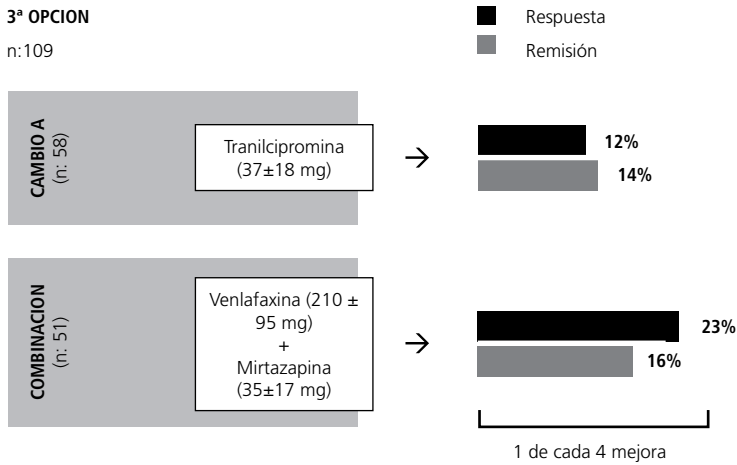 3ª OPCION
n:109
Respuesta
Remisión
CAMBIO A
(n: 58)
Tranilcipromina
(37±18 mg)
→
12%
14%
COMBINACION
(n: 51)
Venlafaxina (210 ±
95 mg)
+
Mirtazapina
(35±17 mg)
→
23%
16%
1 de cada 4 mejora